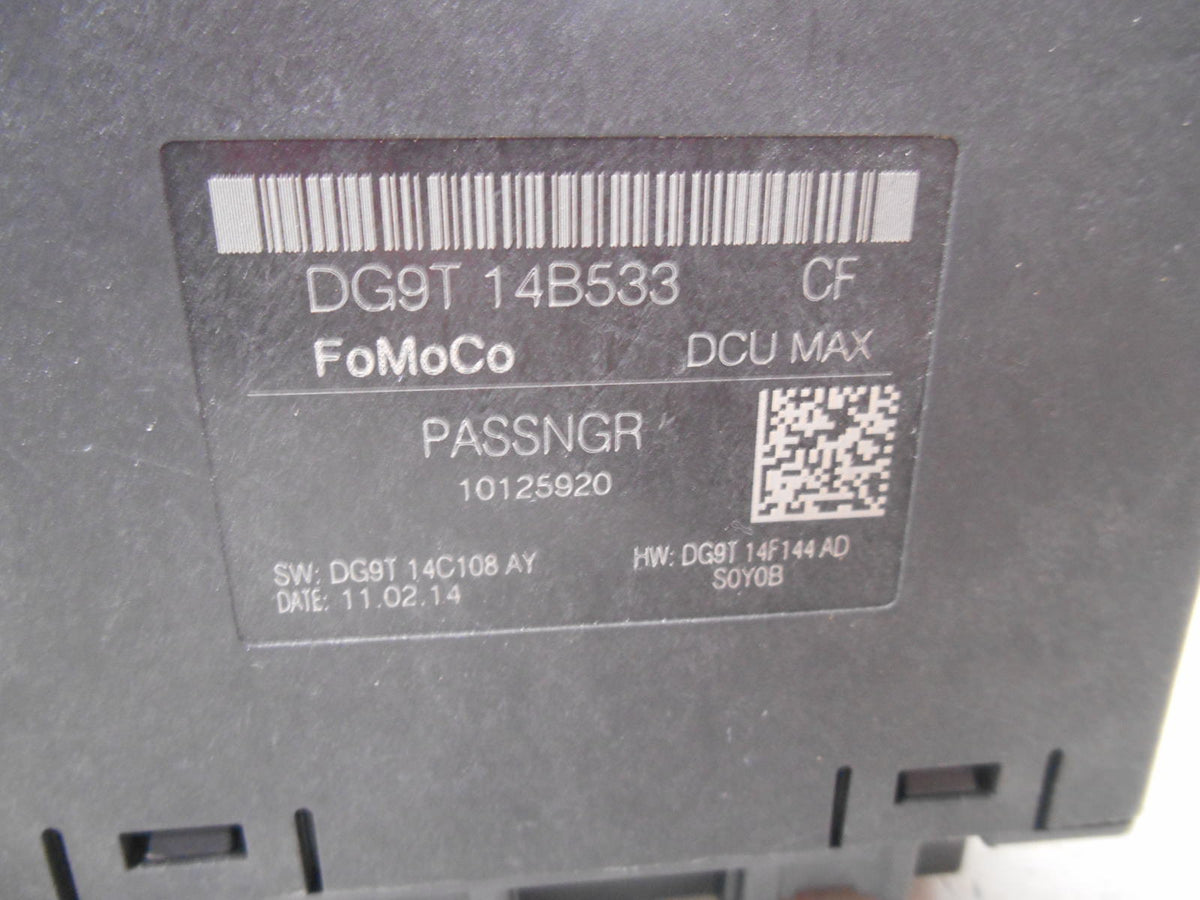 DG9T 14B533 CF
FoMoCo DCU MAX
PASSNGR
10125920
SW: DG9T 14C108 AY HW: DG9T 14F144 AD
DATE: 11.02.14 S0Y0B